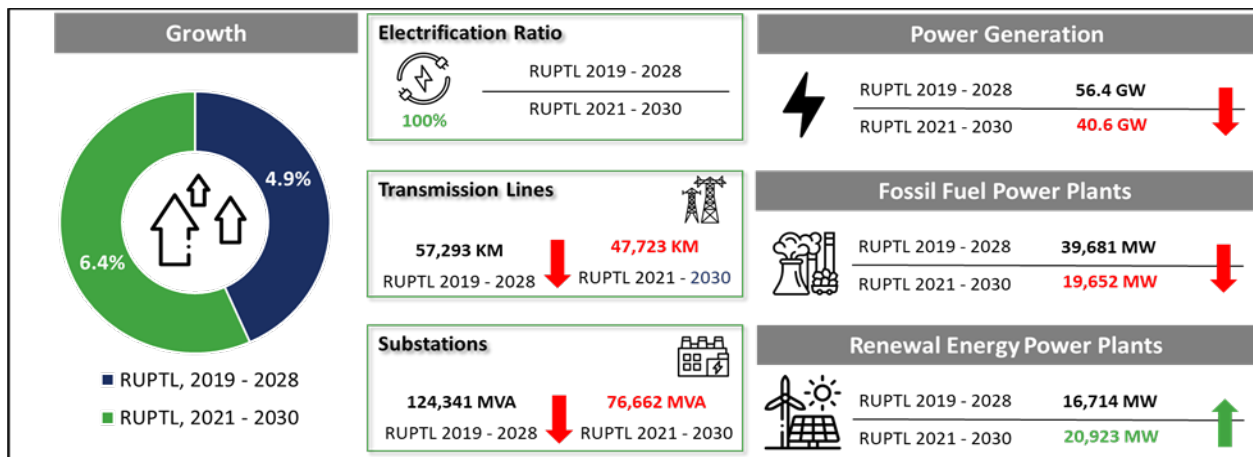 Growth
4.9%
6.4%
RUPTL, 2019 - 2028
RUPTL, 2021 - 2030
Electrification Ratio
RUPTL 2019 - 2028
RUPTL 2021 - 2030
100%
Transmission Lines
57,293 KM
47,723 KM
RUPTL 2019 - 2028
RUPTL 2021 - 2030
Substations
124,341 MVA
76,662 MVA
RUPTL 2019 - 2028
RUPTL 2021 - 2030
Power Generation
RUPTL 2019 - 2028 56.4 GW
RUPTL 2021 - 2030 40.6 GW
Fossil Fuel Power Plants
RUPTL 2019 - 2028 39,681 MW
RUPTL 2021 - 2030 19,652 MW
Renewal Energy Power Plants
RUPTL 2019 - 2028 16,714 MW
RUPTL 2021 - 2030 20,923 MW